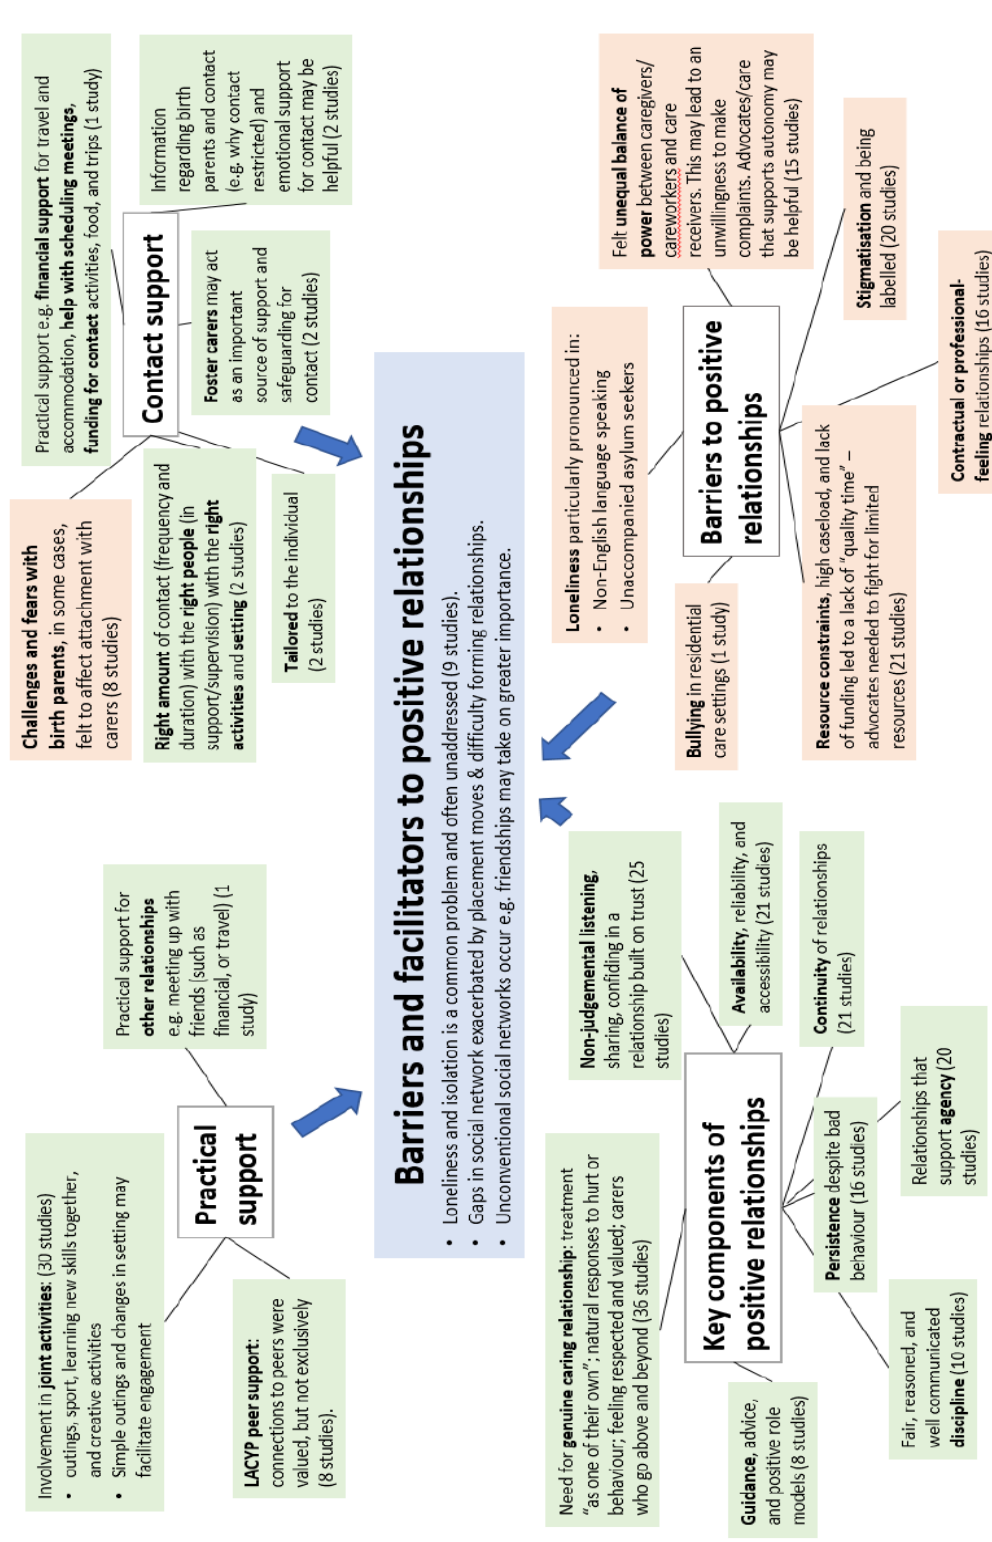 Involvement in joint activities: (30 studies)
• outings, sport, learning new skills together,
and creative activities
• Simple outings and changes in setting may
facilitate engagement
Practical
support
Practical support for
other relationships
e.g. meeting up with
friends (such as
financial, or travel) (1
study)
LACYP peer support:
connections to peers were
valued, but not exclusively
(8 studies).
Challenges and fears with
birth parents, in some cases,
felt to affect attachment with
carers (8 studies)
Practical support e.g. financial support for travel and
accommodation, help with scheduling meetings,
funding for contact activities, food, and trips (1 study)
Contact support
Information
regarding birth
parents and contact
(e.g. why contact
restricted) and
emotional support
for contact may be
helpful (2 studies)
Right amount of contact (frequency and
duration) with the right people (in
support/supervision) with the right
activities and setting (2 studies)
Foster carers may act
as an important
source of support and
safeguarding for
contact (2 studies)
Tailored to the individual
(2 studies)
Barriers and facilitators to positive relationships
• Loneliness and isolation is a common problem and often unaddressed (9 studies).
• Gaps in social network exacerbated by placement moves & difficulty forming relationships.
• Unconventional social networks occur e.g. friendships may take on greater importance.
Need for genuine caring relationship: treatment
“as one of their own”; natural responses to hurt or
behaviour; feeling respected and valued; carers
who go above and beyond (36 studies)
Non-judgemental listening,
sharing, confiding in a
relationship built on trust (25
studies)
Key components of
positive relationships
Availability, reliability, and
accessibility (21 studies)
Guidance, advice,
and positive role
models (8 studies)
Continuity of relationships
(21 studies)
Persistence despite bad
behaviour (16 studies)
Fair, reasoned, and
well communicated
discipline (10 studies)
Relationships that
support agency (20
studies)
Loneliness particularly pronounced in:
• Non-English language speaking
• Unaccompanied asylum seekers
Felt unequal balance of
power between caregivers/
careworkers and care
receivers. This may lead to an
unwillingness to make
complaints. Advocates/care
that supports autonomy may
be helpful (15 studies)
Bullying in residential
care settings (1 study)
Barriers to positive
relationships
Resource constraints, high caseload, and lack
of funding led to a lack of “quality time” –
advocates needed to fight for limited
resources (21 studies)
Stigmatisation and being
labelled (20 studies)
Contractual or professional-
feeling relationships (16 studies)